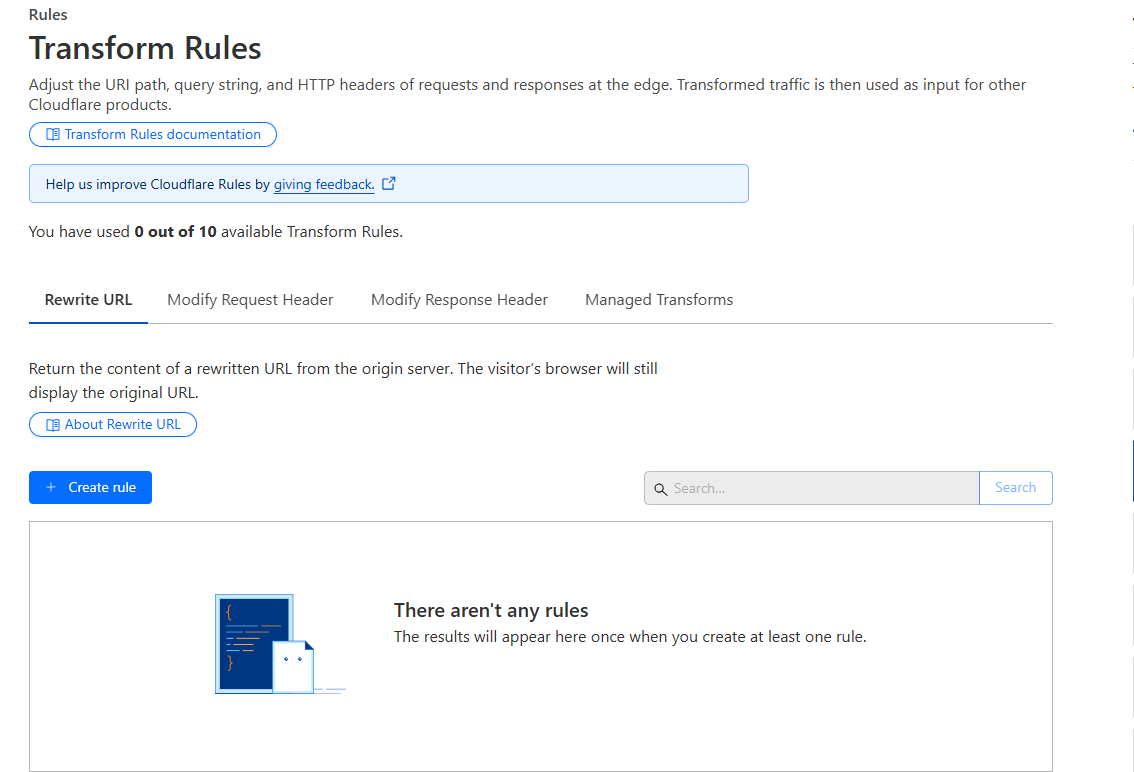 Rules
Transform Rules
Adjust the URI path, query string, and HTTP headers of requests and responses at the edge. Transformed traffic is then used as input for other
Cloudflare products.
Transform Rules documentation
Help us improve Cloudflare Rules by giving feedback.
You have used 0 out of 10 available Transform Rules.
Rewrite URL Modify Request Header Modify Response Header Managed Transforms
Return the content of a rewritten URL from the origin server. The visitor’s browser will still
display the original URL.
About Rewrite URL
+ Create rule Search... Search
There aren't any rules
The results will appear here once when you create at least one rule.